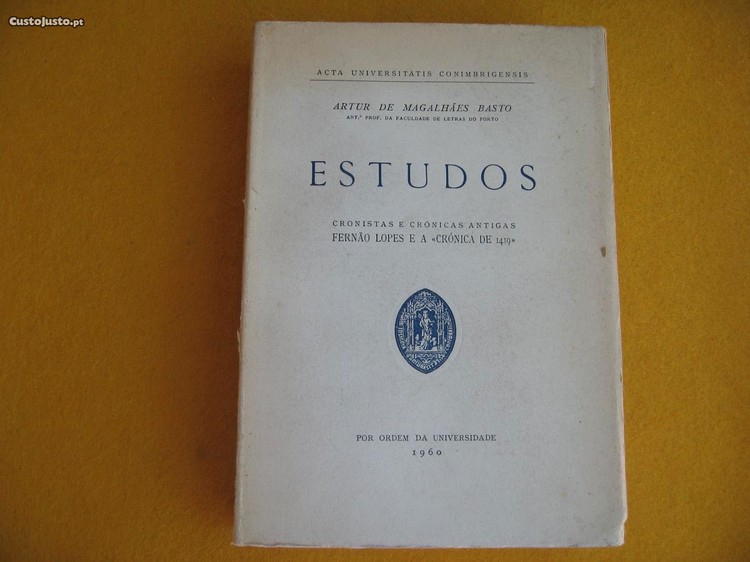 CustoJusto.pt
ACTA UNIVERSITATIS CONIMBRIGENSIS
ARTUR DE MAGALHÃES BASTO
ANT.º PROF. DA FACULDADE DE LETRAS DO PORTO
ESTUDOS
CRONISTAS E CRÓNICAS ANTIGAS
FERNÃO LOPES E A «CRÓNICA DE 1419»
POR ORDEM DA UNIVERSIDADE
1960